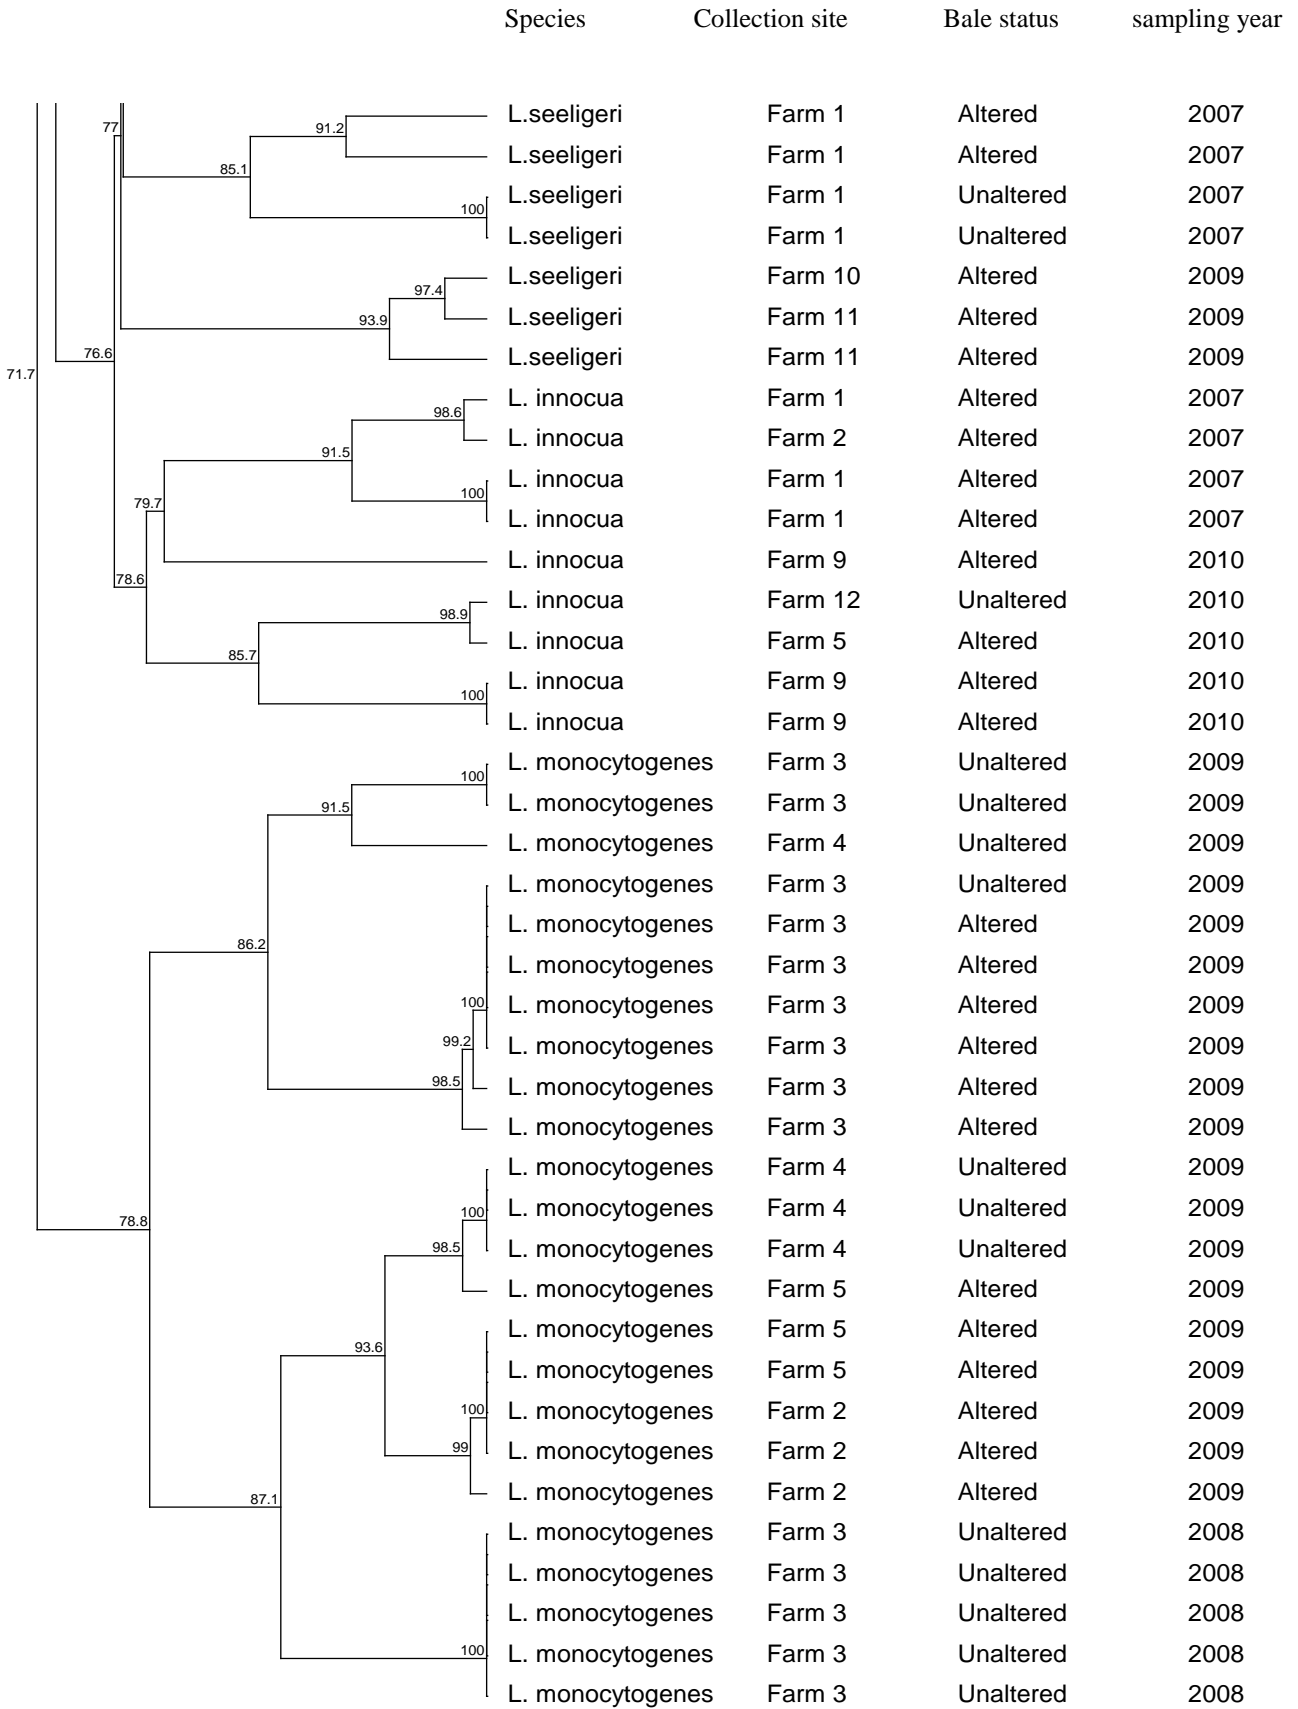 Species Collection site Bale status sampling year
77
91.2
85.1
100
97.4
93.9
76.6
71.7
98.6
91.5
100
79.7
78.6
98.9
85.7
100
100
91.5
86.2
100
99.2
98.5
78.8
100
98.5
93.6
100
99
87.1
100
L.seeligeri Farm 1 Altered 2007
L.seeligeri Farm 1 Altered 2007
L.seeligeri Farm 1 Unaltered 2007
L.seeligeri Farm 1 Unaltered 2007
L.seeligeri Farm 10 Altered 2009
L.seeligeri Farm 11 Altered 2009
L.seeligeri Farm 11 Altered 2009
L. innocua Farm 1 Altered 2007
L. innocua Farm 2 Altered 2007
L. innocua Farm 1 Altered 2007
L. innocua Farm 1 Altered 2007
L. innocua Farm 9 Altered 2010
L. innocua Farm 12 Unaltered 2010
L. innocua Farm 5 Altered 2010
L. innocua Farm 9 Altered 2010
L. innocua Farm 9 Altered 2010
L. monocytogenes Farm 3 Unaltered 2009
L. monocytogenes Farm 3 Unaltered 2009
L. monocytogenes Farm 4 Unaltered 2009
L. monocytogenes Farm 3 Unaltered 2009
L. monocytogenes Farm 3 Altered 2009
L. monocytogenes Farm 3 Altered 2009
L. monocytogenes Farm 3 Altered 2009
L. monocytogenes Farm 3 Altered 2009
L. monocytogenes Farm 3 Altered 2009
L. monocytogenes Farm 3 Altered 2009
L. monocytogenes Farm 4 Unaltered 2009
L. monocytogenes Farm 4 Unaltered 2009
L. monocytogenes Farm 4 Unaltered 2009
L. monocytogenes Farm 5 Altered 2009
L. monocytogenes Farm 5 Altered 2009
L. monocytogenes Farm 5 Altered 2009
L. monocytogenes Farm 2 Altered 2009
L. monocytogenes Farm 2 Altered 2009
L. monocytogenes Farm 2 Altered 2009
L. monocytogenes Farm 3 Unaltered 2008
L. monocytogenes Farm 3 Unaltered 2008
L. monocytogenes Farm 3 Unaltered 2008
L. monocytogenes Farm 3 Unaltered 2008
L. monocytogenes Farm 3 Unaltered 2008